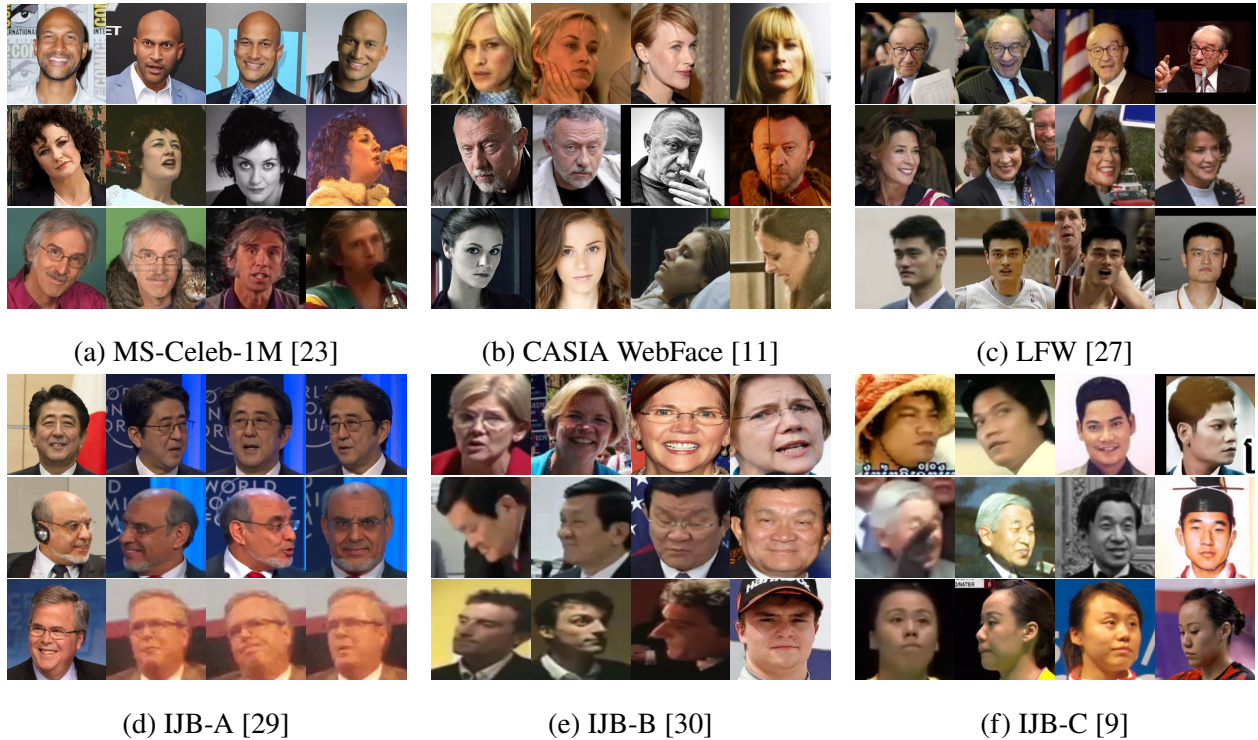 (a) MS-Celeb-1M [23]
(b) CASIA WebFace [11]
(c) LFW [27]
(d) IJB-A [29]
(e) IJB-B [30]
(f) IJB-C [9]